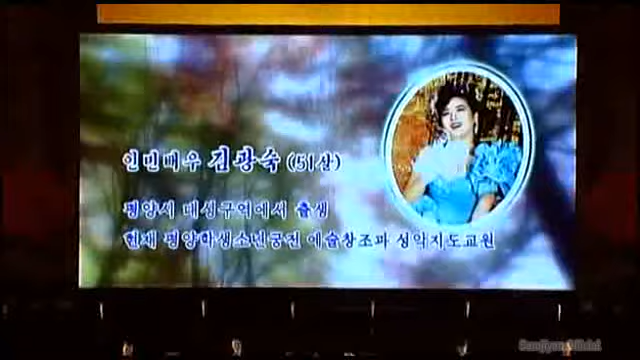 인민배우 김광숙 (51살)
평양시 대성구역에서 출생
현재 평양학생소년궁전 예술창조과 성악지도교원